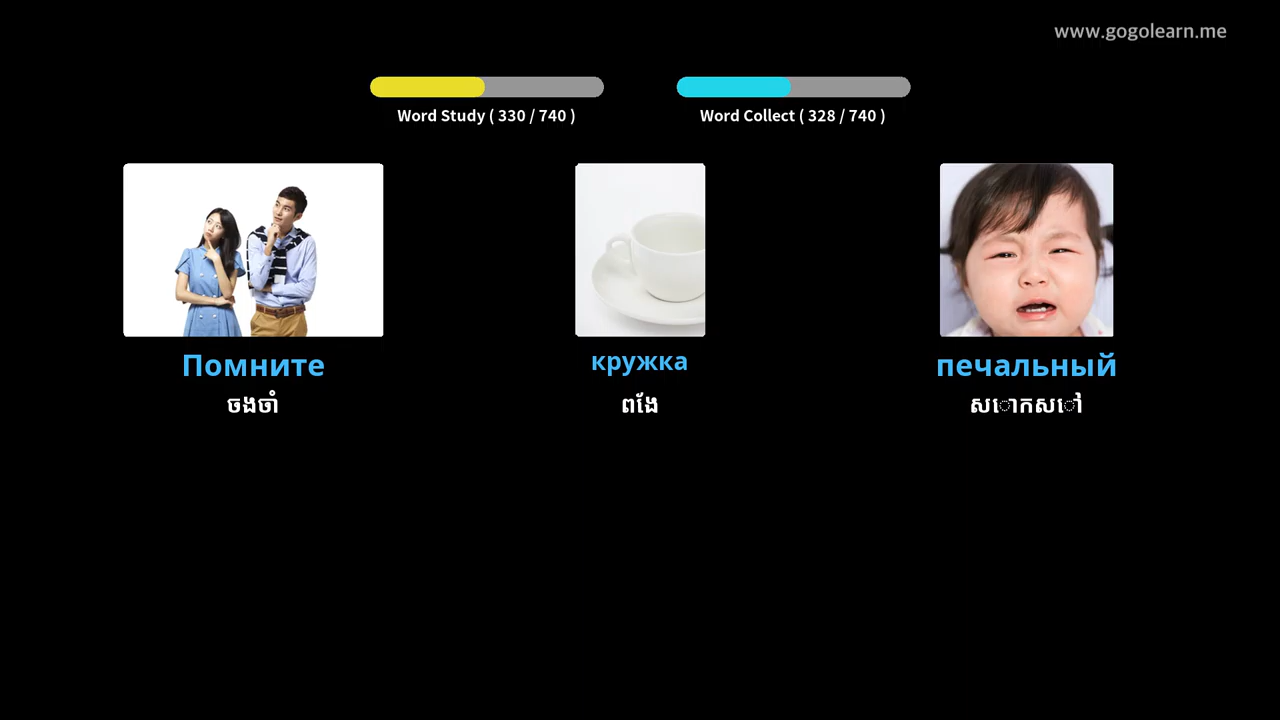 www.gogolearn.me
Word Study ( 330 / 740 )
Word Collect ( 328 / 740 )
Помните
кружка
печальный
ចងចាំ
ពែង
សោកសៅ